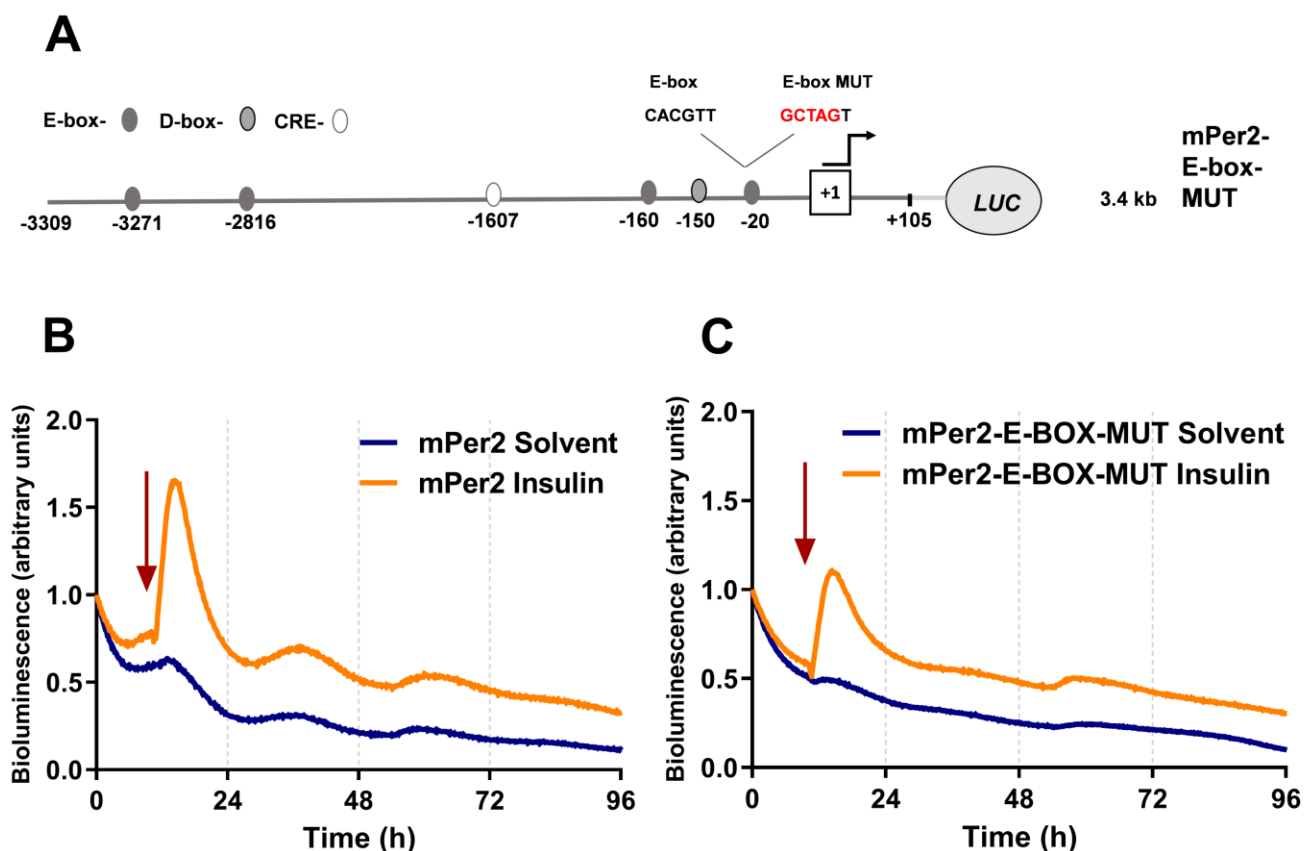 A
E-box
E-box MUT
E-box-
D-box-
CRE-
CACGTT
GCTAGT
mPer2-
E-box-
MUT
+1
LUC
3.4 kb
-3309
-3271
-2816
-1607
-160
-150
-20
+105
B
Bioluminescence (arbitrary units)
2.0
1.5
1.0
0.5
0.0
mPer2 Solvent
mPer2 Insulin
0
24
48
72
96
Time (h)
C
Bioluminescence (arbitrary units)
2.0
1.5
1.0
0.5
0.0
mPer2-E-BOX-MUT Solvent
mPer2-E-BOX-MUT Insulin
0
24
48
72
96
Time (h)